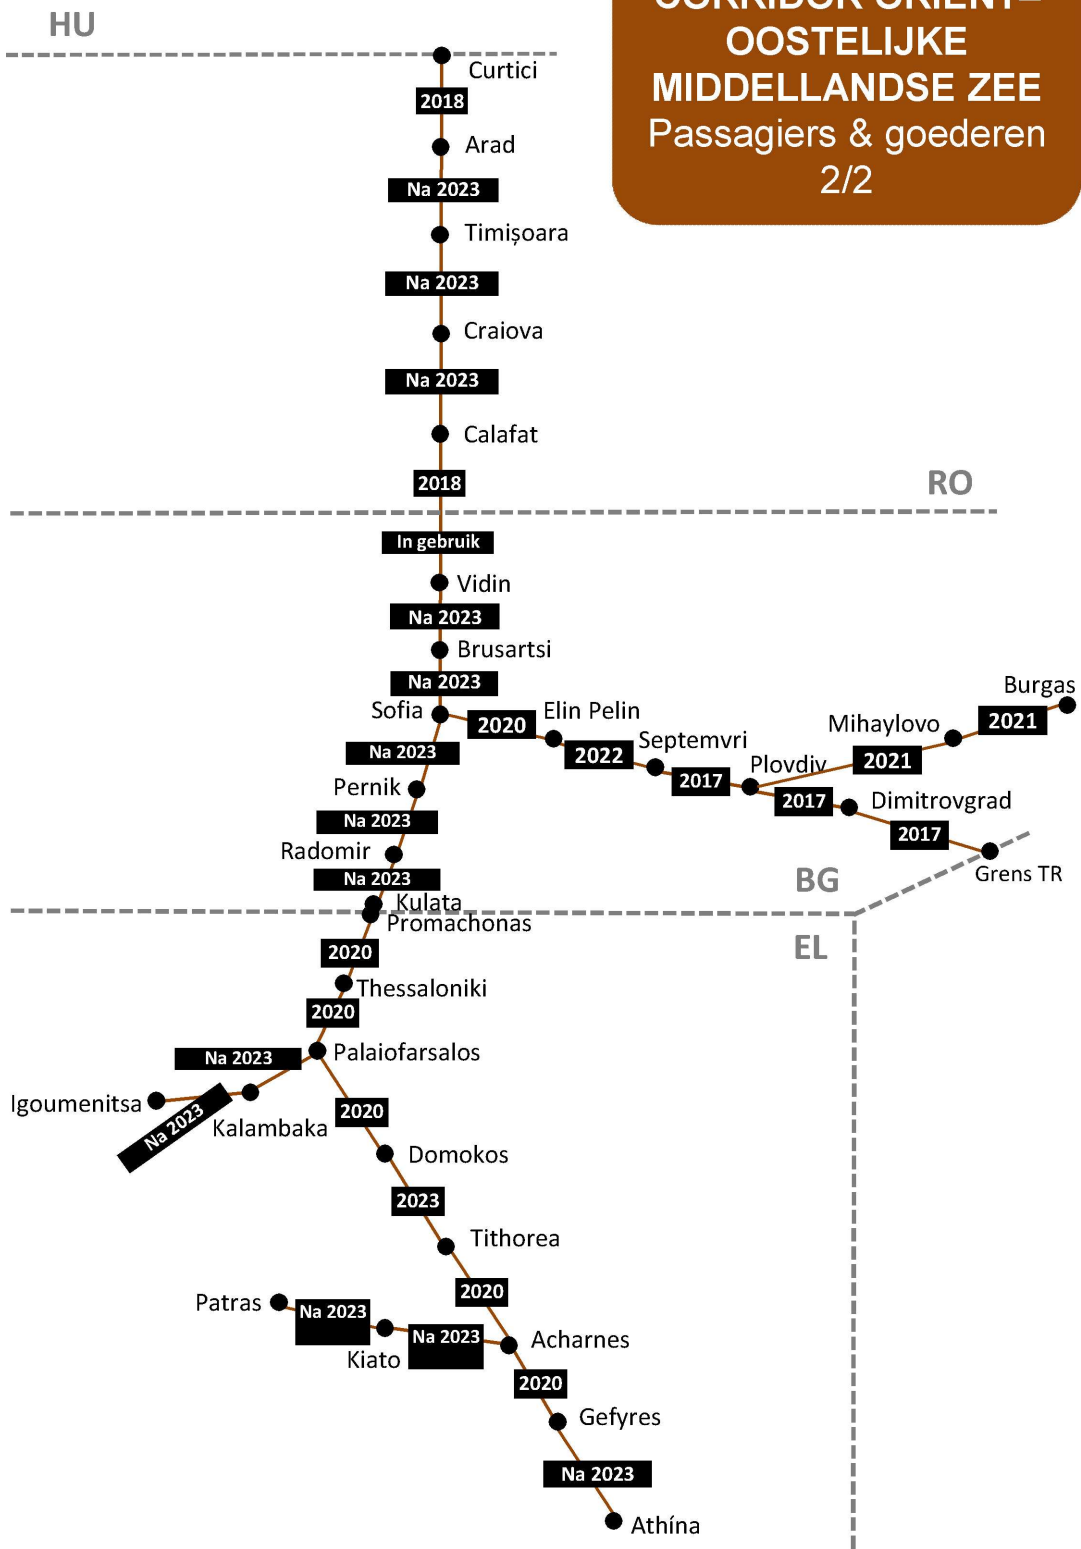 HU
CORRIDOR ORIENT–
OOSTELIJKE
MIDDELLANDSE ZEE
Passagiers & goederen
2/2
Curtici
2018
Arad
Na 2023
Timișoara
Na 2023
Craiova
Na 2023
Calafat
2018
RO
In gebruik
Vidin
Na 2023
Brusartsi
Na 2023
Sofia
2020
Elin Pelin
2022
Septemvri
2017
Plovdiv
2021
Mihaylovo
2021
Burgas
2017
Dimitrovgrad
2017
Grens TR
Na 2023
Pernik
Na 2023
Radomir
Na 2023
BG
Kulata
Promachonas
EL
2020
Thessaloniki
2020
Palaiofarsalos
Na 2023
Igoumenitsa
Na 2023
Kalambaka
2020
Domokos
2023
Tithorea
2020
Patras
Na 2023
Kiato
Na 2023
Acharnes
2020
Gefyres
Na 2023
Athína